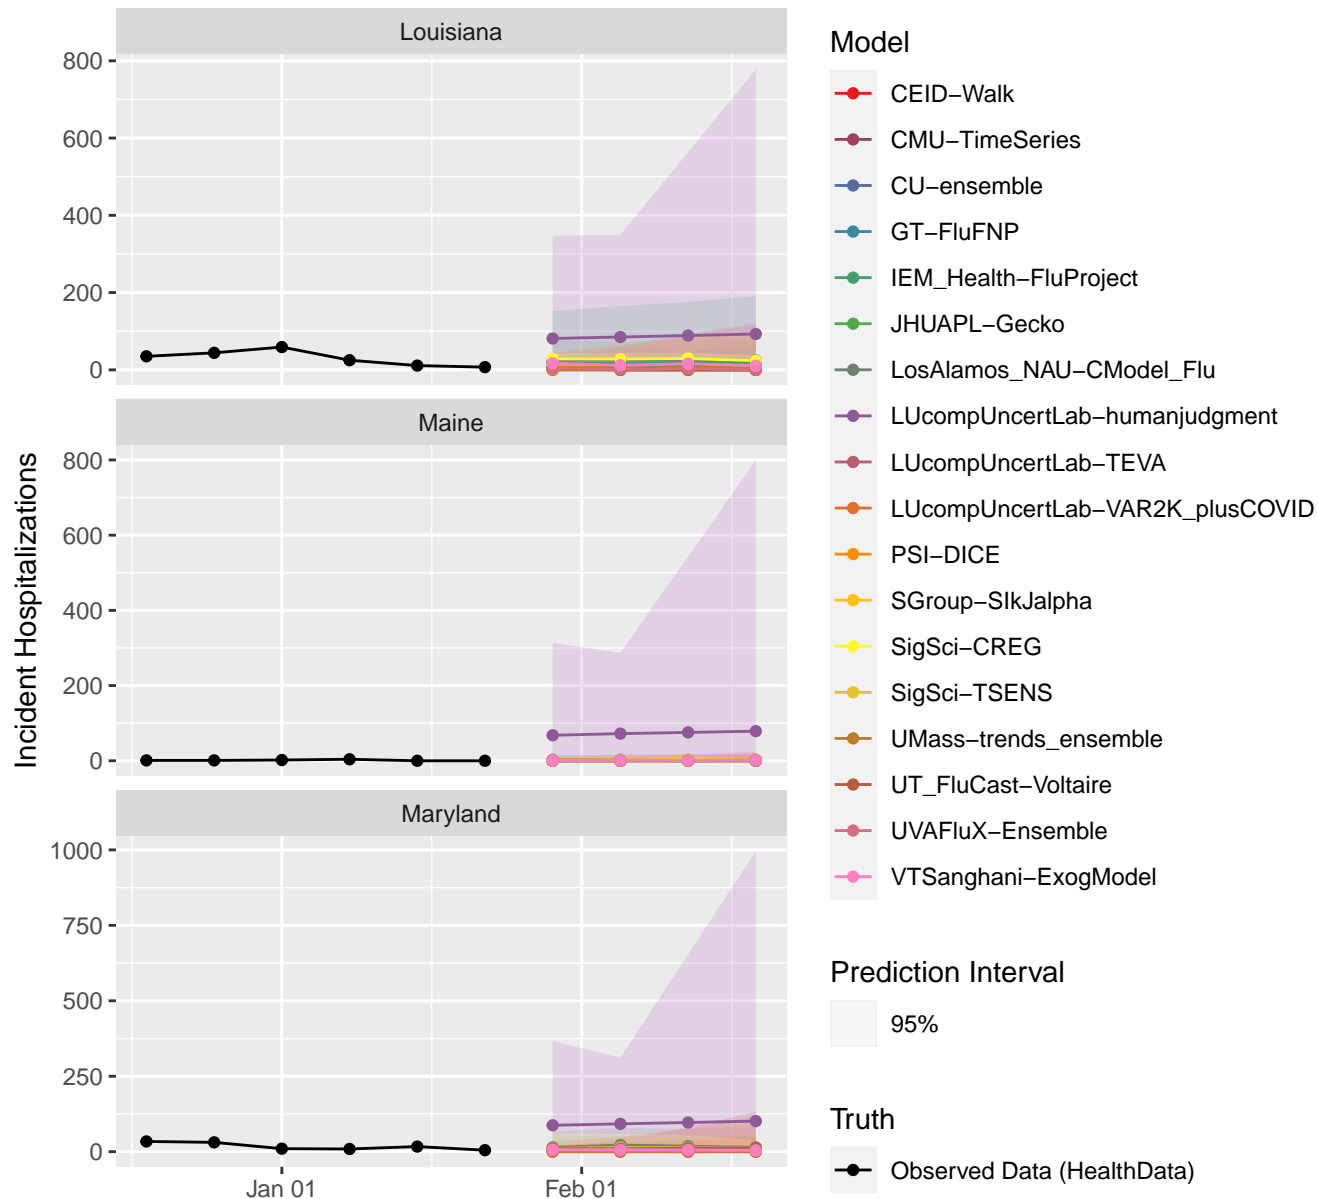 Louisiana
800
600
400
200
0
Maine
800
600
400
200
0
Maryland
1000
750
500
250
0
Jan 01
Feb 01
Incident Hospitalizations
Model
CEID−Walk
CMU−TimeSeries
CU−ensemble
GT−FluFNP
IEM_Health−FluProject
JHUAPL−Gecko
LosAlamos_NAU−CModel_Flu
LUcompUncertLab−humanjudgment
LUcompUncertLab−TEVA
LUcompUncertLab−VAR2K_plusCOVID
PSI−DICE
SGroup−SIkJalpha
SigSci−CREG
SigSci−TSENS
UMass−trends_ensemble
UT_FluCast−Voltaire
UVAFluX−Ensemble
VTSanghani−ExogModel
Prediction Interval
95%
Truth
Observed Data (HealthData)